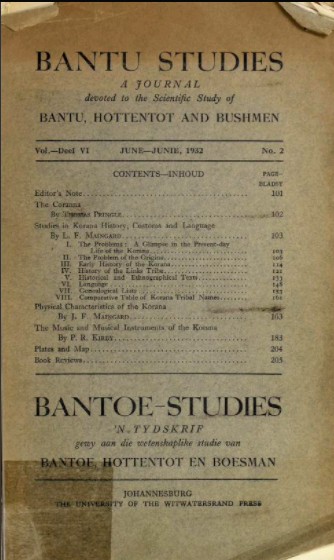 BANTU STUDIES
A JOURNAL
devoted to the Scientific Study of
BANTU, HOTTENTOT AND BUSHMEN
Vol.—Deel VI JUNE—JUNIE, 1932 No. 2
CONTENTS—INHOUD PAGE-
BLADSY
Editor's Note 101
The Coranna
By Thomas Pringle 102
Studies in Korana History, Customs and Language
By L. F. Maingard 103
I. The Problems: A Glimpse in the Present-day
Life of the Korana 103
II. The Problem of the Origins 106
III. Early History of the Korana 114
IV. History of the Links Tribe 121
V. Historical and Ethnographical Texts 135
VI. Language 148
VII. Genealogical Lists 155
VIII. Comparative Table of Korana Tribal Names 161
Physical Characteristics of the Korana
By J. F. Maingard 163
The Music and Musical Instruments of the Korana
By P. R. Kirby 183
Plates and Map 204
Book Reviews 205
BANTOE-STUDIES
'N TYDSKRIF
gewy aan die wetenskaplike studie van
BANTOE, HOTTENTOT EN BOESMAN
JOHANNESBURG
THE UNIVERSITY OF THE WITWATERSRAND PRESS